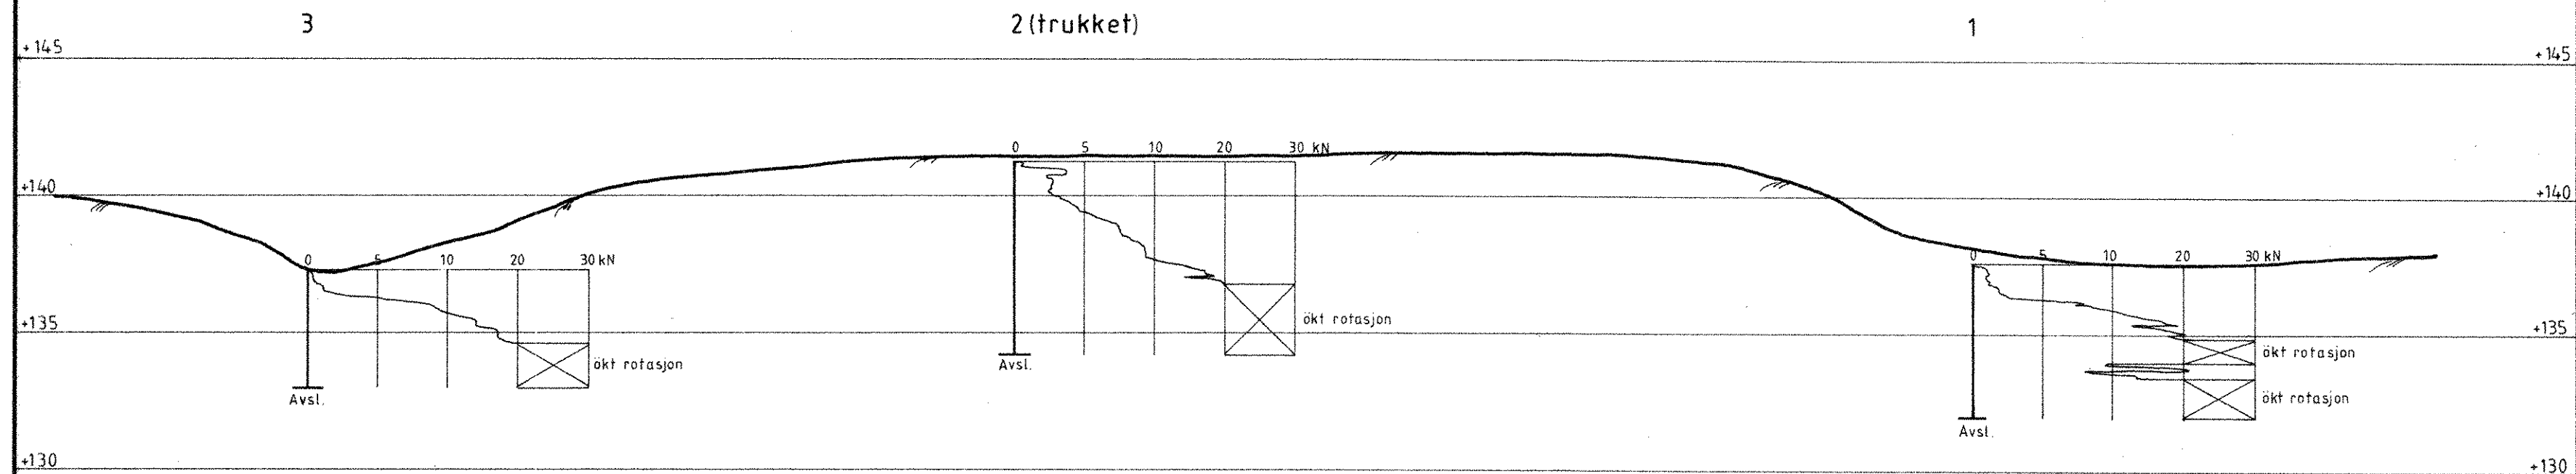 3 2 (trukket) 1
+145 +145
0 5 10 20 30 kN
+140 +140
0 5 10 20 30 kN
0 5 10 20 30 kN
ökt rotasjon
+135 +135
ökt rotasjon
Avsl.
ökt rotasjon
Avsl.
ökt rotasjon
Avsl.
+130 +130